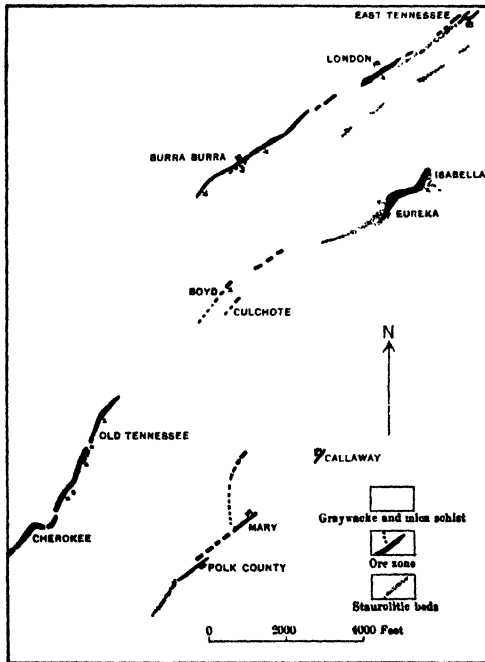 EAST TENNESSEE
LONDON
BURRA BURRA
ISABELLA
EUREKA
BOYD
CULCHOTE
N
OLD TENNESSEE
CALLAWAY
Graywacke and mica schist
MARY
CHEROKEE
Ore zone
POLK COUNTY
Staurolitic beds
0 2000 4000 Feet